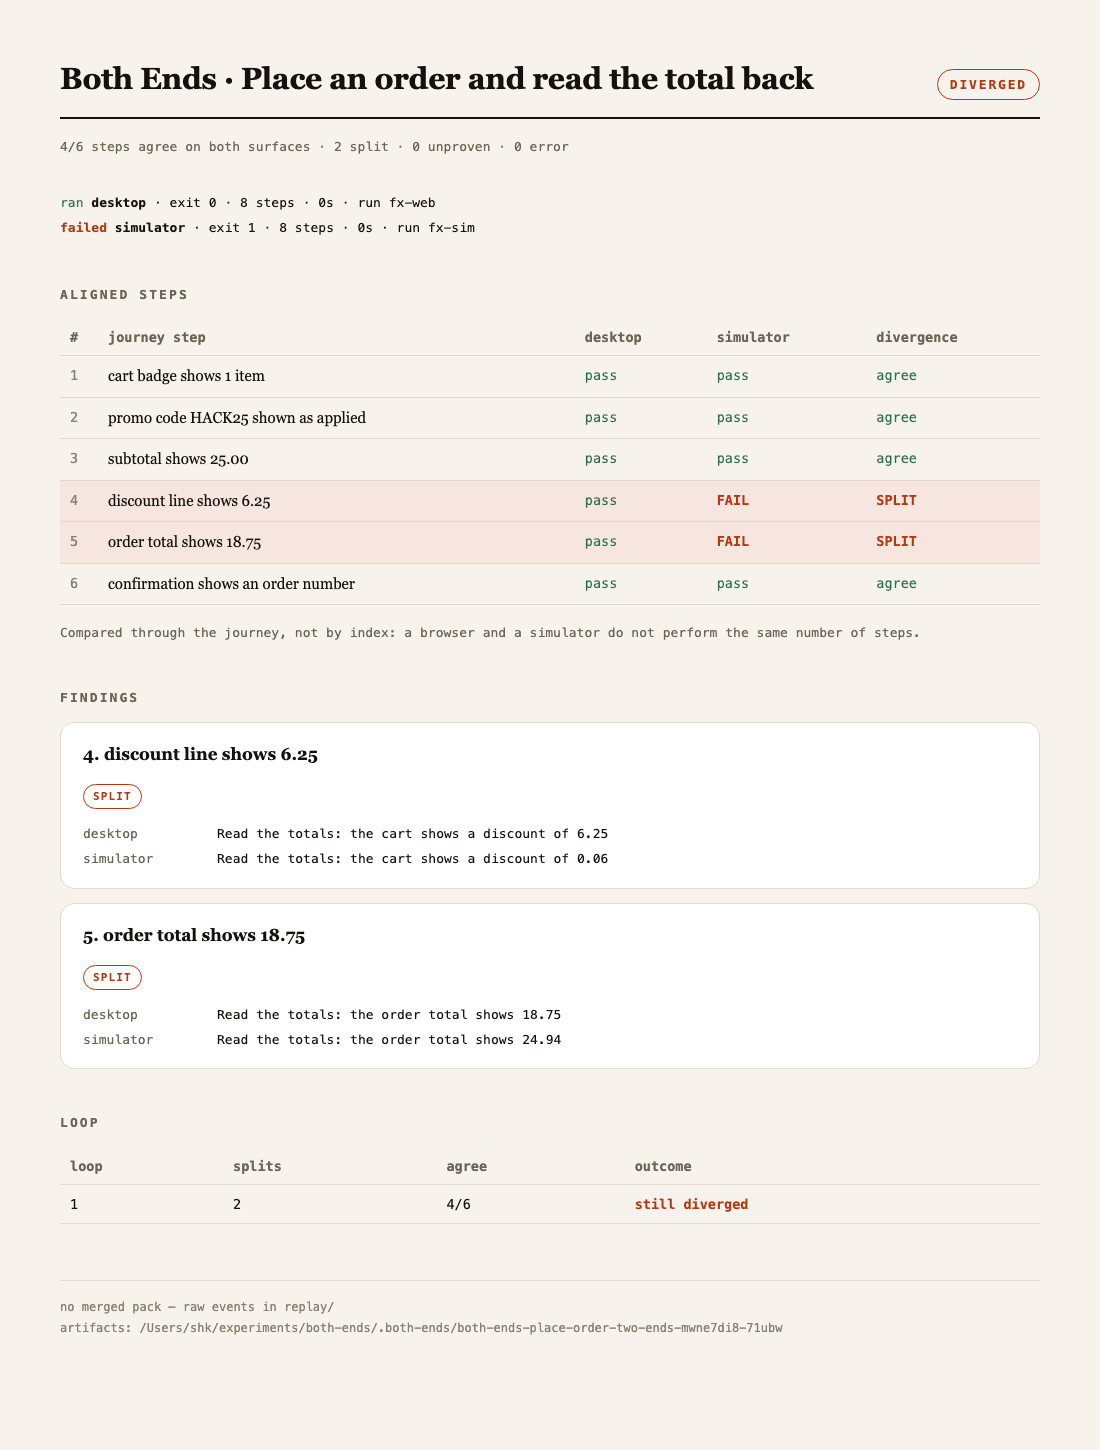 Both Ends · Place an order and read the total back
DIVERGED
4/6 steps agree on both surfaces · 2 split · 0 unproven · 0 error
ran desktop · exit 0 · 8 steps · 0s · run fx-web
failed simulator · exit 1 · 8 steps · 0s · run fx-sim
ALIGNED STEPS
# journey step desktop simulator divergence
1 cart badge shows 1 item pass pass agree
2 promo code HACK25 shown as applied pass pass agree
3 subtotal shows 25.00 pass pass agree
4 discount line shows 6.25 pass FAIL SPLIT
5 order total shows 18.75 pass FAIL SPLIT
6 confirmation shows an order number pass pass agree
Compared through the journey, not by index: a browser and a simulator do not perform the same number of steps.
FINDINGS
4. discount line shows 6.25
SPLIT
desktop Read the totals: the cart shows a discount of 6.25
simulator Read the totals: the cart shows a discount of 0.06
5. order total shows 18.75
SPLIT
desktop Read the totals: the order total shows 18.75
simulator Read the totals: the order total shows 24.94
LOOP
loop splits agree outcome
1 2 4/6 still diverged
no merged pack — raw events in replay/
artifacts: /Users/shk/experiments/both-ends/.both-ends/both-ends-place-order-two-ends-mwne7di8-71ubw